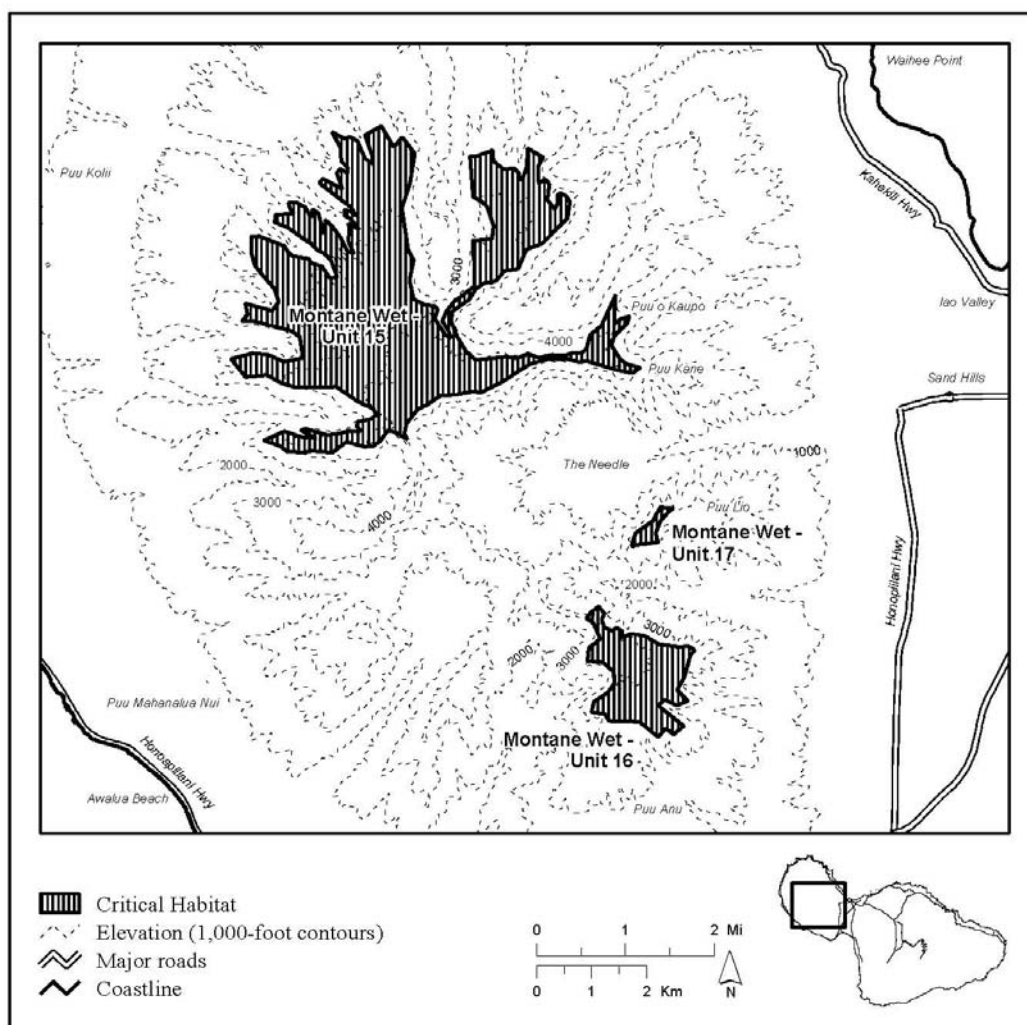 Waihee Point
Puu Kolii
Kahekili Hwy
3000
Iao Valley
Puu o Kaupo
Montane Wet -
Unit 15
4000
Puu Kane
Sand Hills
1000
The Needle
2000
3000
Puu Lio
4000
Montane Wet -
Unit 17
Honopiilani Hwy
2000
3000
2000
3000
Puu Mahanalua Nui
Montane Wet -
Unit 16
Honoapiilani Hwy
Awalua Beach
Puu Anu
Critical Habitat
Elevation (1,000-foot contours)
Major roads
Coastline
0 1 2 Mi
0 1 2 Km
N